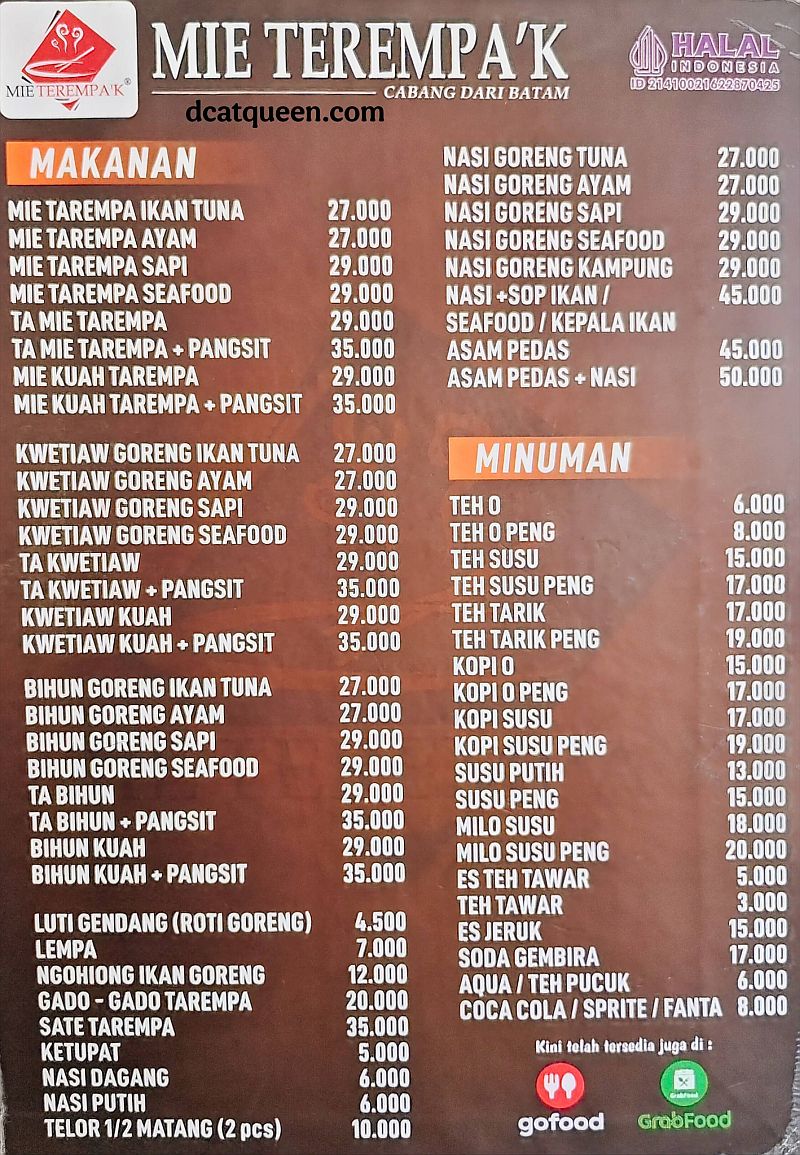 MIE TEREMPA'K®
MIE TEREMPA'K
CABANG DARI BATAM
HALAL
INDONESIA
ID 21410021622870425
dcatqueen.com
MAKANAN
MIE TAREMPA IKAN TUNA 27.000
MIE TAREMPA AYAM 27.000
MIE TAREMPA SAPI 29.000
MIE TAREMPA SEAFOOD 29.000
TA MIE TAREMPA 29.000
TA MIE TAREMPA + PANGSIT 35.000
MIE KUAH TAREMPA 29.000
MIE KUAH TAREMPA + PANGSIT 35.000
KWETIAW GORENG IKAN TUNA 27.000
KWETIAW GORENG AYAM 27.000
KWETIAW GORENG SAPI 29.000
KWETIAW GORENG SEAFOOD 29.000
TA KWETIAW 29.000
TA KWETIAW + PANGSIT 35.000
KWETIAW KUAH 29.000
KWETIAW KUAH + PANGSIT 35.000
BIHUN GORENG IKAN TUNA 27.000
BIHUN GORENG AYAM 27.000
BIHUN GORENG SAPI 29.000
BIHUN GORENG SEAFOOD 29.000
TA BIHUN 29.000
TA BIHUN + PANGSIT 35.000
BIHUN KUAH 29.000
BIHUN KUAH + PANGSIT 35.000
LUTI GENDANG (ROTI GORENG) 4.500
LEMPA 7.000
NGOHIONG IKAN GORENG 12.000
GADO - GADO TAREMPA 20.000
SATE TAREMPA 35.000
KETUPAT 5.000
NASI DAGANG 6.000
NASI PUTIH 6.000
TELOR 1/2 MATANG (2 pcs) 10.000
NASI GORENG TUNA 27.000
NASI GORENG AYAM 27.000
NASI GORENG SAPI 29.000
NASI GORENG SEAFOOD 29.000
NASI GORENG KAMPUNG 29.000
NASI +SOP IKAN / 45.000
SEAFOOD / KEPALA IKAN
ASAM PEDAS 45.000
ASAM PEDAS + NASI 50.000
MINUMAN
TEH O 6.000
TEH O PENG 8.000
TEH SUSU 15.000
TEH SUSU PENG 17.000
TEH TARIK 17.000
TEH TARIK PENG 19.000
KOPI O 15.000
KOPI O PENG 17.000
KOPI SUSU 17.000
KOPI SUSU PENG 19.000
SUSU PUTIH 13.000
SUSU PENG 15.000
MILO SUSU 18.000
MILO SUSU PENG 20.000
ES TEH TAWAR 5.000
TEH TAWAR 3.000
ES JERUK 15.000
SODA GEMBIRA 17.000
AQUA / TEH PUCUK 6.000
COCA COLA / SPRITE / FANTA 8.000
Kini telah tersedia juga di :
GrabFood
gofood GrabFood